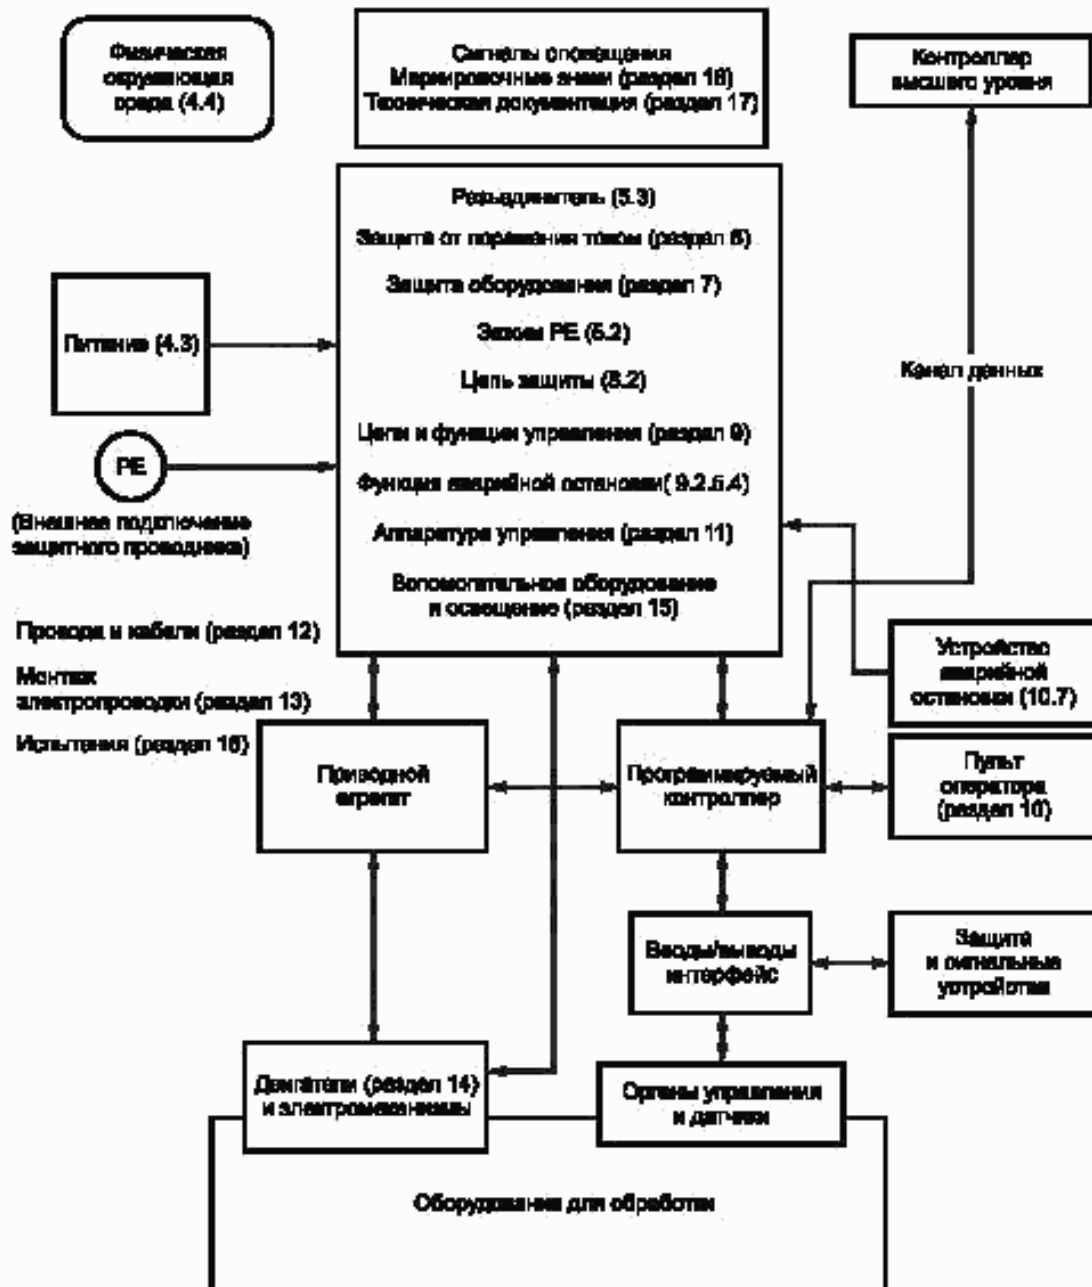 Физическая
окружающая
среда (4.4)
Сигналы оповещения
Маркировочные знаки (раздел 16)
Техническая документация (раздел 17)
Контроллер
высшего уровня
Разъединитель (5.3)
Защита от поражения током (раздел 6)
Защита оборудования (раздел 7)
Зажим PE (5.2)
Цепь защиты (8.2)
Цепи и функции управления (раздел 9)
Функция аварийной остановки( 9.2.5.4)
Аппаратура управления (раздел 11)
Вспомогательное оборудование
и освещение (раздел 15)
Питание (4.3)
PE
(Внешнее подключение
защитного проводника)
Канал данных
Провода и кабели (раздел 12)
Монтаж
электропроводки (раздел 13)
Испытания (раздел 18)
Устройство
аварийной
остановки (10.7)
Приводной
агрегат
Программируемый
контроллер
Пульт
оператора
(раздел 10)
Вводы/выводы
интерфейс
Защита
и сигнальные
устройства
Двигатели (раздел 14)
и электромеханизмы
Органы управления
и датчики
Оборудование для обработки